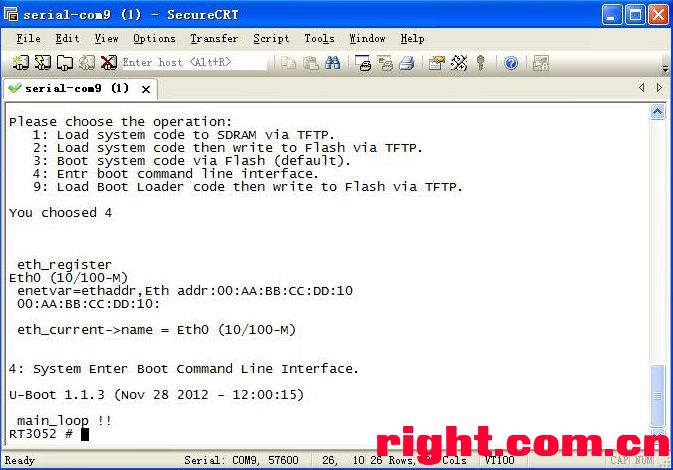 serial-com9 (1) - SecureCRT
File Edit View Options Transfer Script Tools Window Help
Enter host <Alt+R>
serial-com9 (1)
Please choose the operation:
1: Load system code to SDRAM via TFTP.
2: Load system code then write to Flash via TFTP.
3: Boot system code via Flash (default).
4: Entr boot command line interface.
9: Load Boot Loader code then write to Flash via TFTP.
You choosed 4
eth_register
Eth0 (10/100-M)
enetvar=ethaddr,Eth addr:00:AA:BB:CC:DD:10
00:AA:BB:CC:DD:10:
eth_current->name = Eth0 (10/100-M)
4: System Enter Boot Command Line Interface.
U-Boot 1.1.3 (Nov 28 2012 - 12:00:15)
main_loop !!
RT3052 #
right.com.cn
Ready Serial: COM9, 57600 26, 10 26 Rows, Cols VT100 CAP NUM